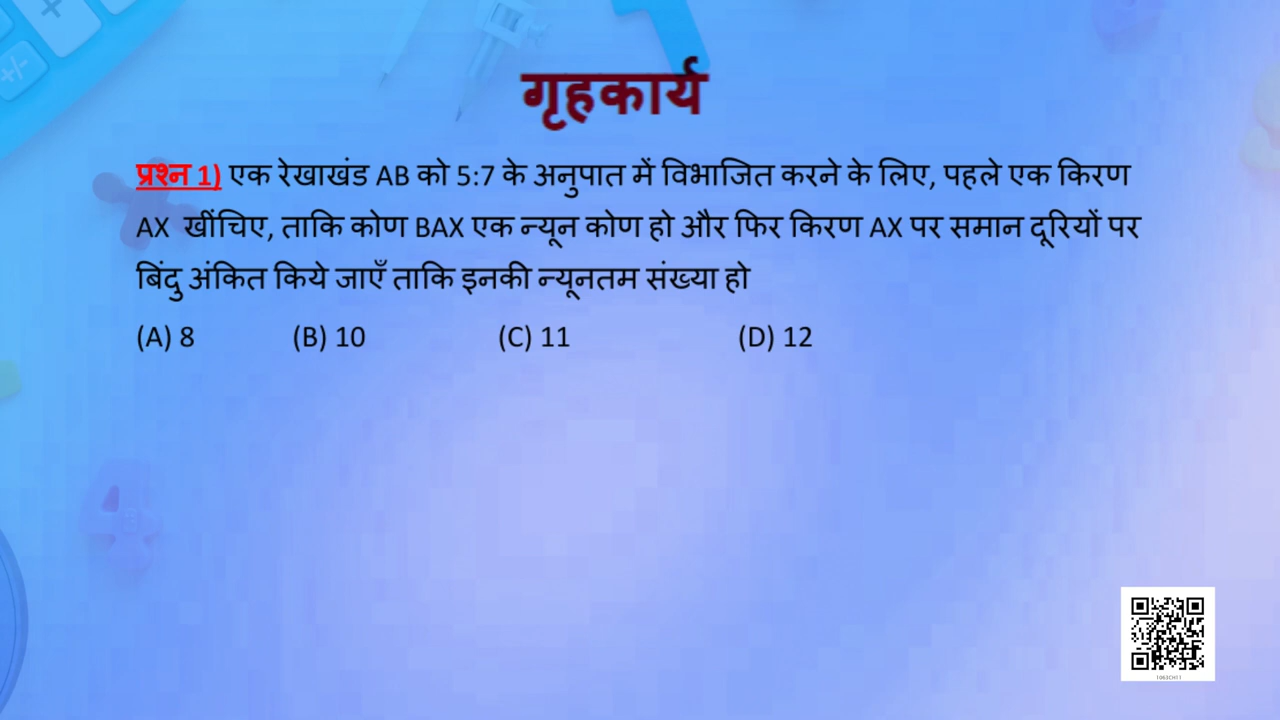 गृहकार्य
प्रश्न 1) एक रेखाखंड AB को 5:7 के अनुपात में विभाजित करने के लिए, पहले एक किरण
AX खींचिए, ताकि कोण BAX एक न्यून कोण हो और फिर किरण AX पर समान दूरियों पर
बिंदु अंकित किये जाएँ ताकि इनकी न्यूनतम संख्या हो
(A) 8 (B) 10 (C) 11 (D) 12
1063CH11